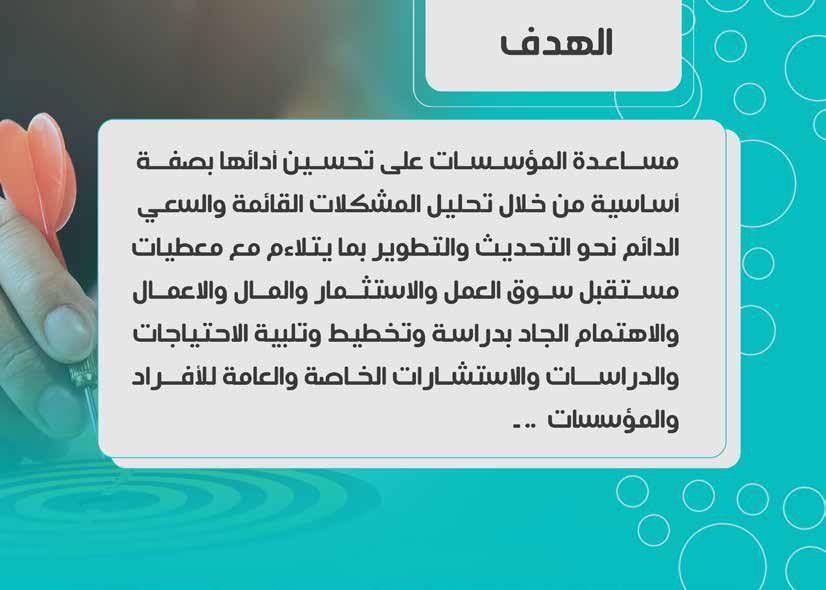 الهدف
مساعدة المؤسسات على تحسين أدائها بصفة
أساسية من خلال تحليل المشكلات القائمة والسعي
الدائم نحو التحديث والتطوير بما يتلاءم مع معطيات
مستقبل سوق العمل والاستثمار والمال والاعمال
والاهتمام الجاد بدراسة وتخطيط وتلبية الاحتياجات
والدراسات والاستشارات الخاصة والعامة للأفراد
والمؤسسات .. ـ